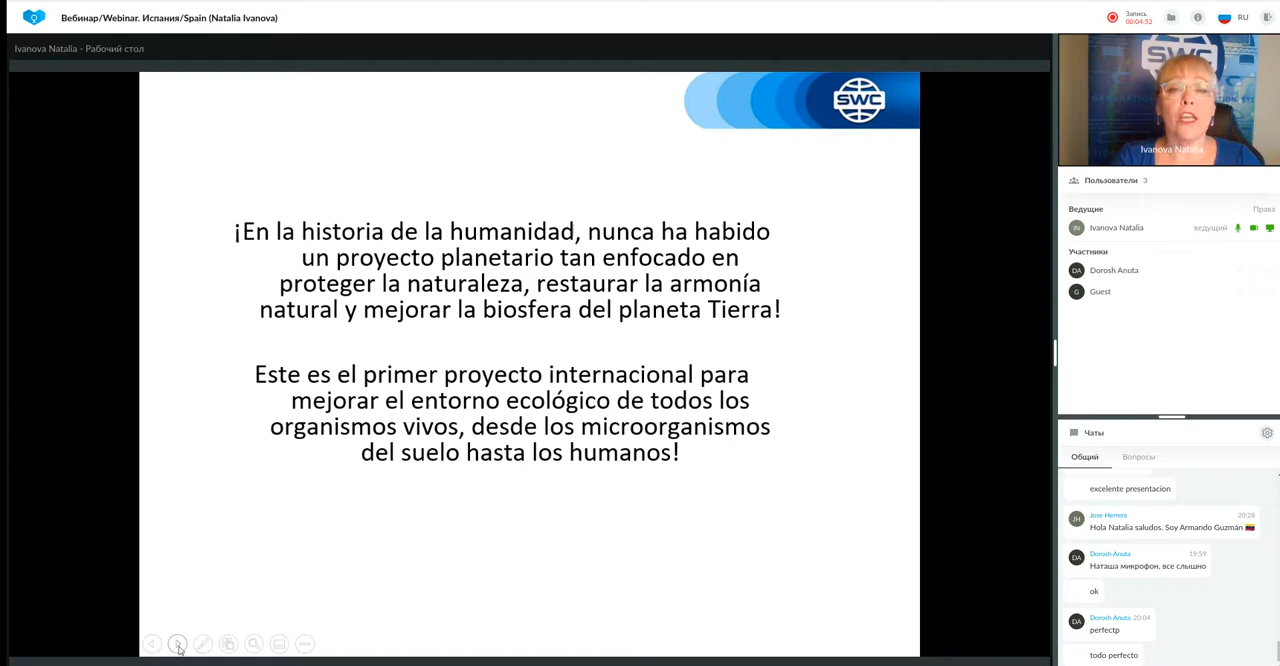 Вебинар/Webinar. Испания/Spain (Natalia Ivanova)
Запись
00:04:52
RU
Ivanova Natalia - Рабочий стол
SWC
¡En la historia de la humanidad, nunca ha habido
un proyecto planetario tan enfocado en
proteger la naturaleza, restaurar la armonía
natural y mejorar la biosfera del planeta Tierra!
Este es el primer proyecto internacional para
mejorar el entorno ecológico de todos los
organismos vivos, desde los microorganismos
del suelo hasta los humanos!
SWC
Ivanova Natalia
Пользователи 3
Ведущие Права
IN Ivanova Natalia ведущий
Участники
DA Dorosh Anuta
G Guest
Чаты
Общий Вопросы
excelente presentacion
JH Jose Herrera 20:28
Hola Natalia saludos. Soy Armando Guzmán
DA Dorosh Anuta 19:59
Наташа микрофон, все слышно
ok
DA Dorosh Anuta 20:04
perfectp
todo perfecto